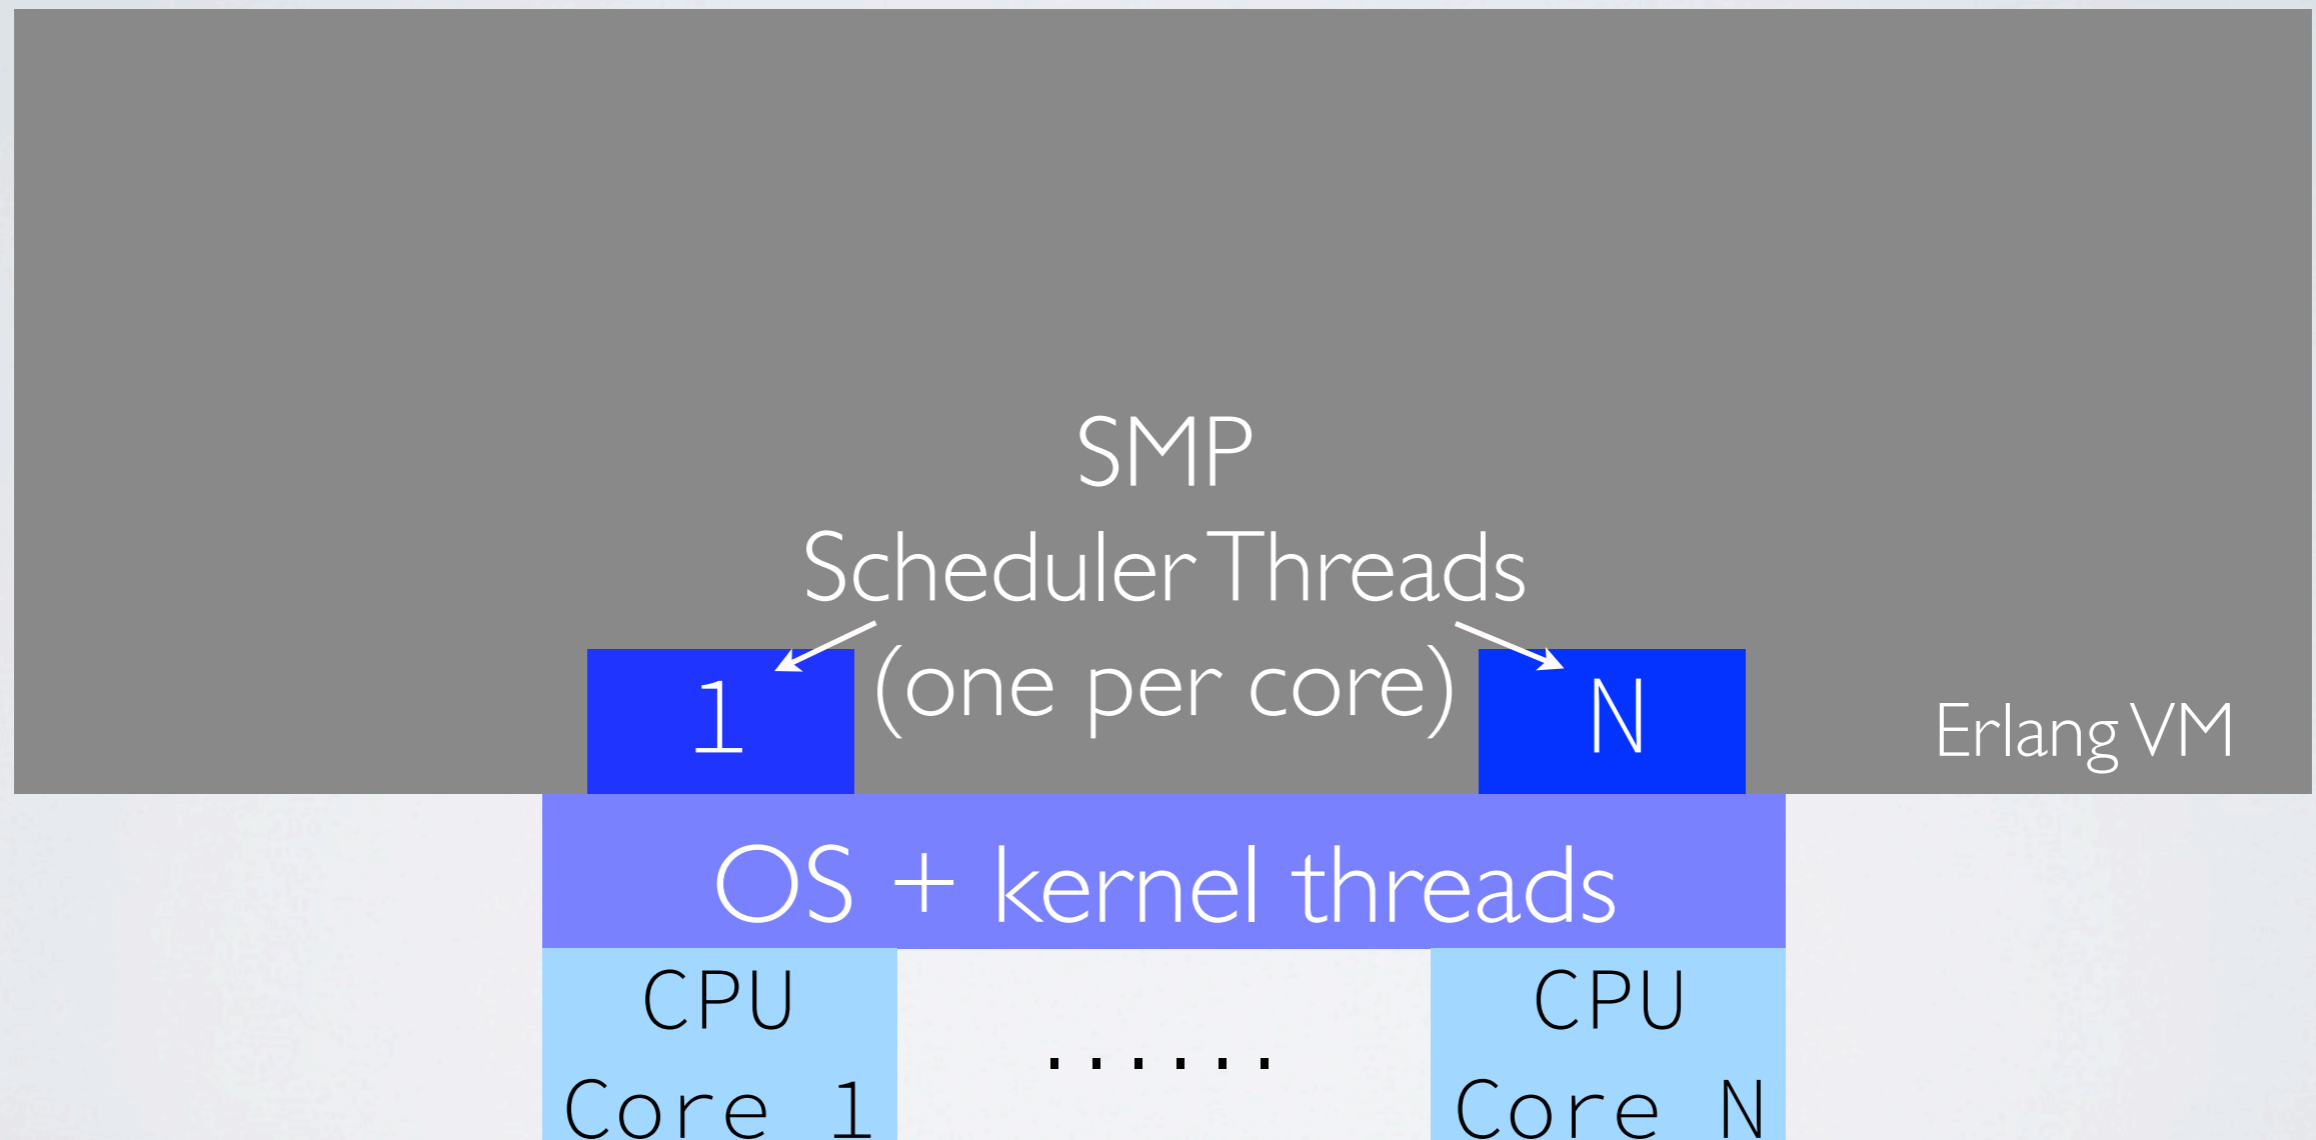 SMP
Scheduler Threads
(one per core)
1
N
Erlang VM
OS + kernel threads
CPU
Core 1
......
CPU
Core N